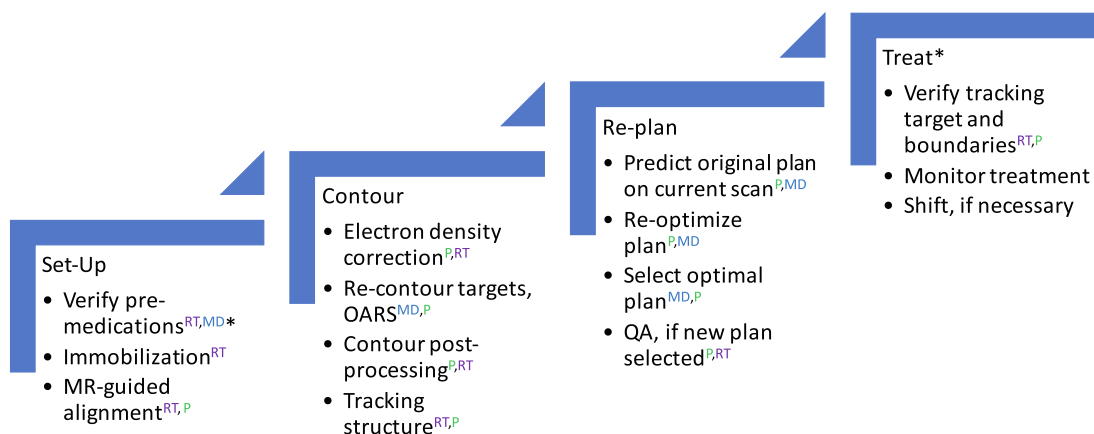 Set-Up
• Verify pre-
medicationsRT,MD*
• ImmobilizationRT
• MR-guided
alignmentRT, P
Contour
• Electron density
correctionP,RT
• Re-contour targets,
OARSMD,P
• Contour post-
processingP,RT
• Tracking
structureRT,P
Re-plan
• Predict original plan
on current scanP,MD
• Re-optimize
planP,MD
• Select optimal
planMD,P
• QA, if new plan
selectedP,RT
Treat*
• Verify tracking
target and
boundariesRT,P
• Monitor treatment
• Shift, if necessary